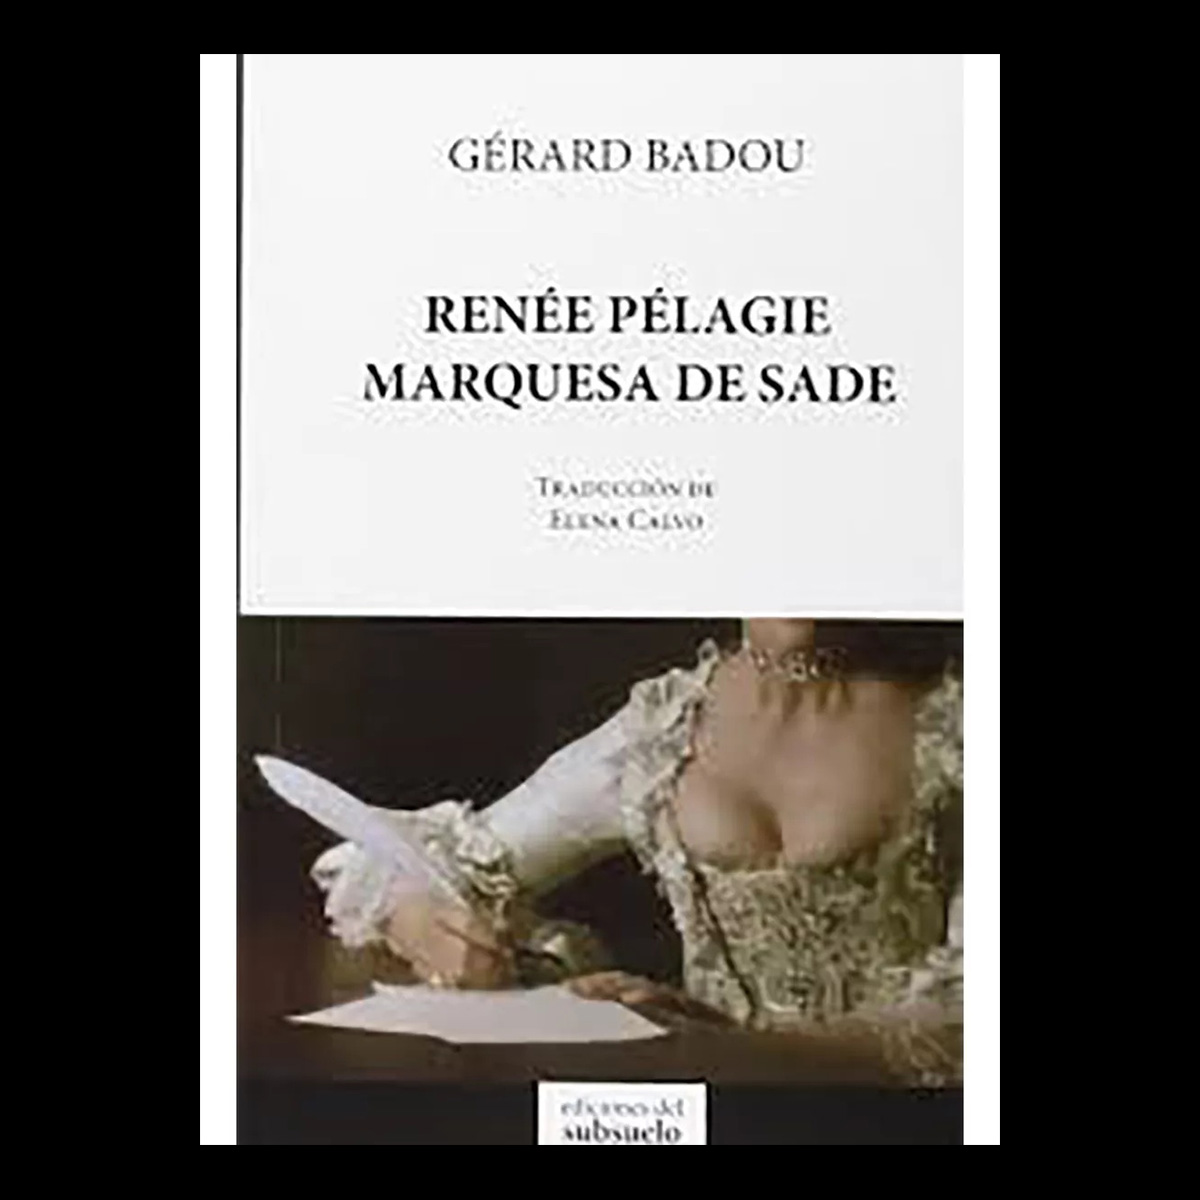 GÉRARD BADOU
RENÉE PÉLAGIE
MARQUESA DE SADE
TRADUCCIÓN DE
ELENA CALVO
ediciones del
subsuelo